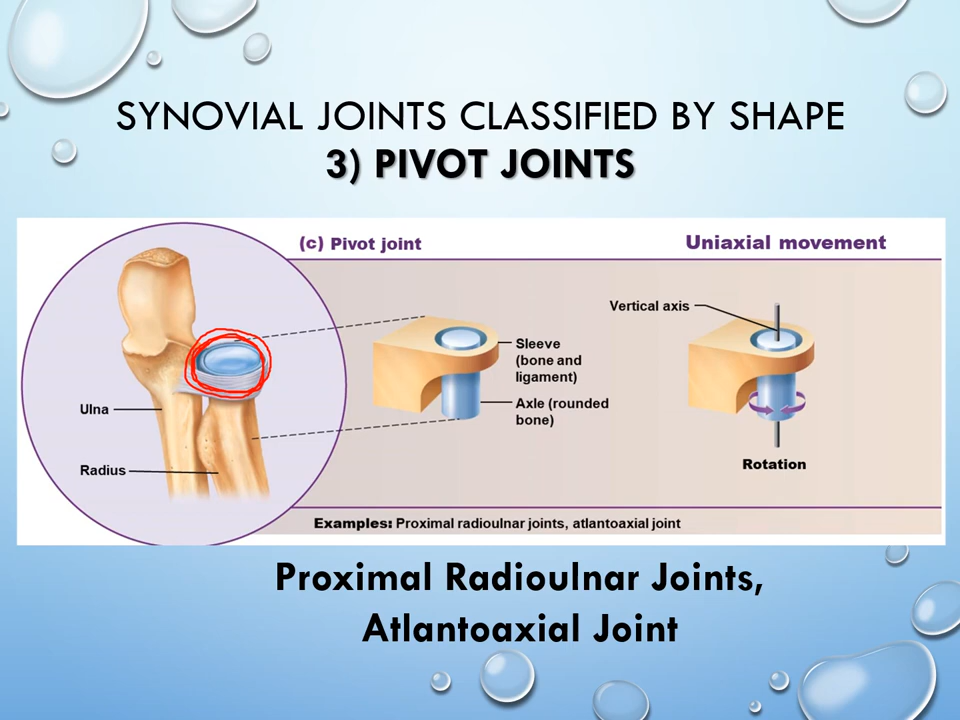 SYNOVIAL JOINTS CLASSIFIED BY SHAPE
3) PIVOT JOINTS
(c) Pivot joint
Uniaxial movement
Vertical axis
Sleeve
(bone and
ligament)
Axle (rounded
bone)
Ulna
Radius
Rotation
Examples: Proximal radioulnar joints, atlantoaxial joint
Proximal Radioulnar Joints,
Atlantoaxial Joint